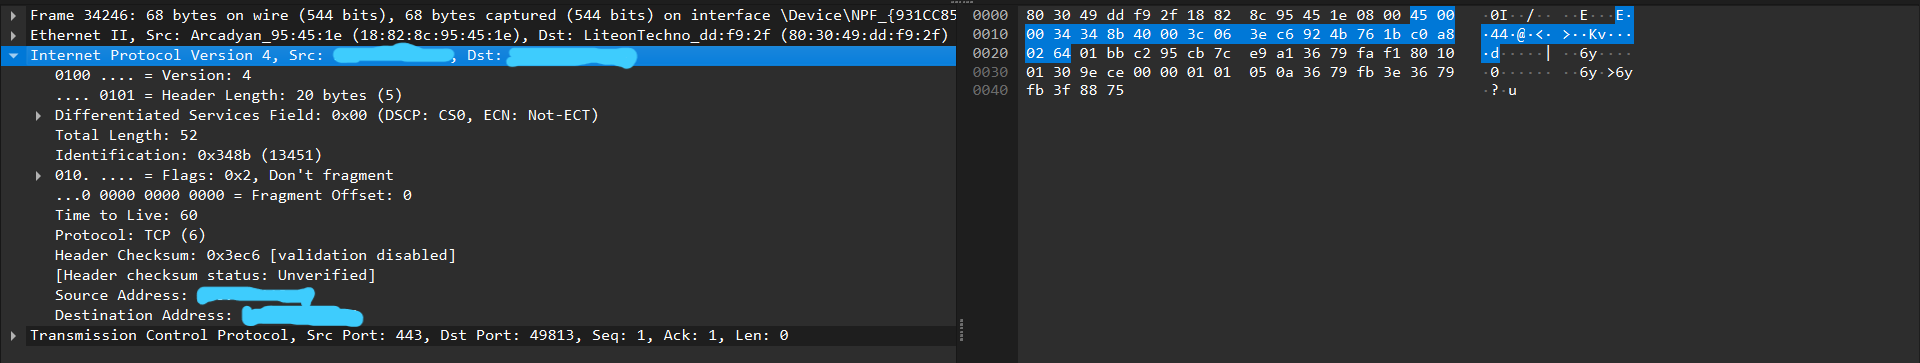 Frame 34246: 68 bytes on wire (544 bits), 68 bytes captured (544 bits) on interface \Device\NPF_{931CC85
Ethernet II, Src: Arcadyan_95:45:1e (18:82:8c:95:45:1e), Dst: LiteonTechno_dd:f9:2f (80:30:49:dd:f9:2f)
Internet Protocol Version 4, Src: , Dst:
0100 .... = Version: 4
.... 0101 = Header Length: 20 bytes (5)
Differentiated Services Field: 0x00 (DSCP: CS0, ECN: Not-ECT)
Total Length: 52
Identification: 0x348b (13451)
010. .... = Flags: 0x2, Don't fragment
...0 0000 0000 0000 = Fragment Offset: 0
Time to Live: 60
Protocol: TCP (6)
Header Checksum: 0x3ec6 [validation disabled]
[Header checksum status: Unverified]
Source Address:
Destination Address:
Transmission Control Protocol, Src Port: 443, Dst Port: 49813, Seq: 1, Ack: 1, Len: 0
0000 80 30 49 dd f9 2f 18 82 8c 95 45 1e 08 00 45 00 ·0I··/·· ··E···E·
0010 00 34 34 8b 40 00 3c 06 3e c6 92 4b 76 1b c0 a8 ·44·@·<· >··Kv···
0020 02 64 01 bb c2 95 cb 7c e9 a1 36 79 fa f1 80 10 ·d·····| ··6y····
0030 01 30 9e ce 00 00 01 01 05 0a 36 79 fb 3e 36 79 ·0······ ··6y·>6y
0040 fb 3f 88 75 ·?·u